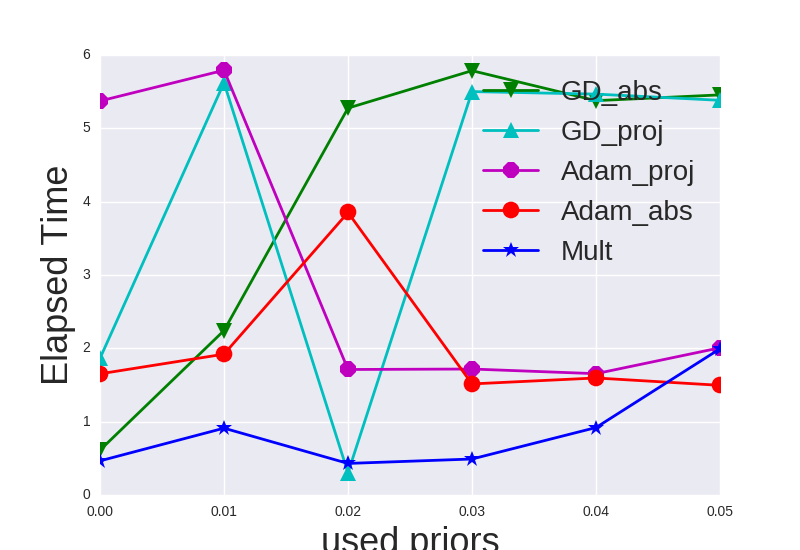 6
5
4
3
2
1
0
Elapsed Time
GD_abs
GD_proj
Adam_proj
Adam_abs
Mult
0.00 0.01 0.02 0.03 0.04 0.05
used priors